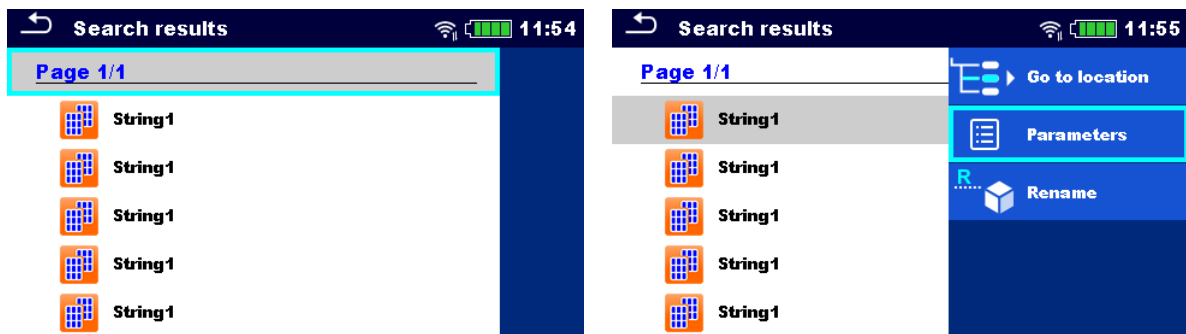 Search results 11:54
Page 1/1
String1
String1
String1
String1
String1
Search results 11:55
Page 1/1
String1
String1
String1
String1
String1
Go to location
Parameters
R
Rename